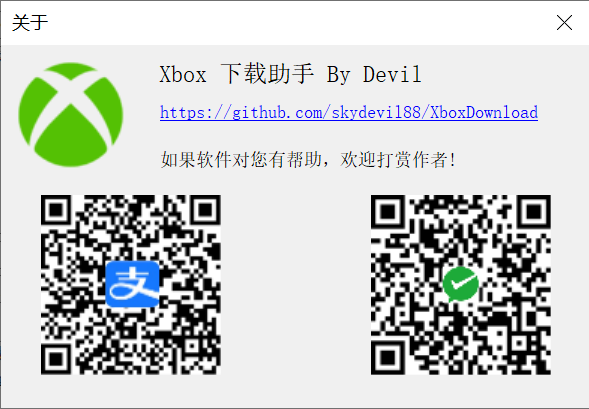 关于
Xbox 下载助手 By Devil
https://github.com/skydevil88/XboxDownload
如果软件对您有帮助，欢迎打赏作者!
支